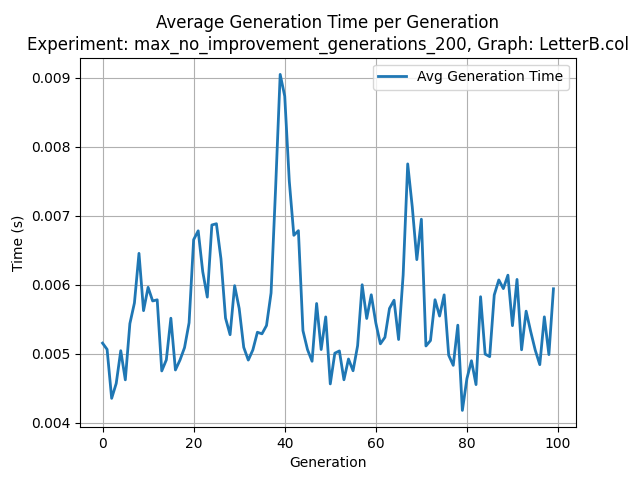 Average Generation Time per Generation
Experiment: max_no_improvement_generations_200, Graph: LetterB.col
Avg Generation Time
0.009
0.008
0.007
0.006
0.005
0.004
Time (s)
0 20 40 60 80 100
Generation